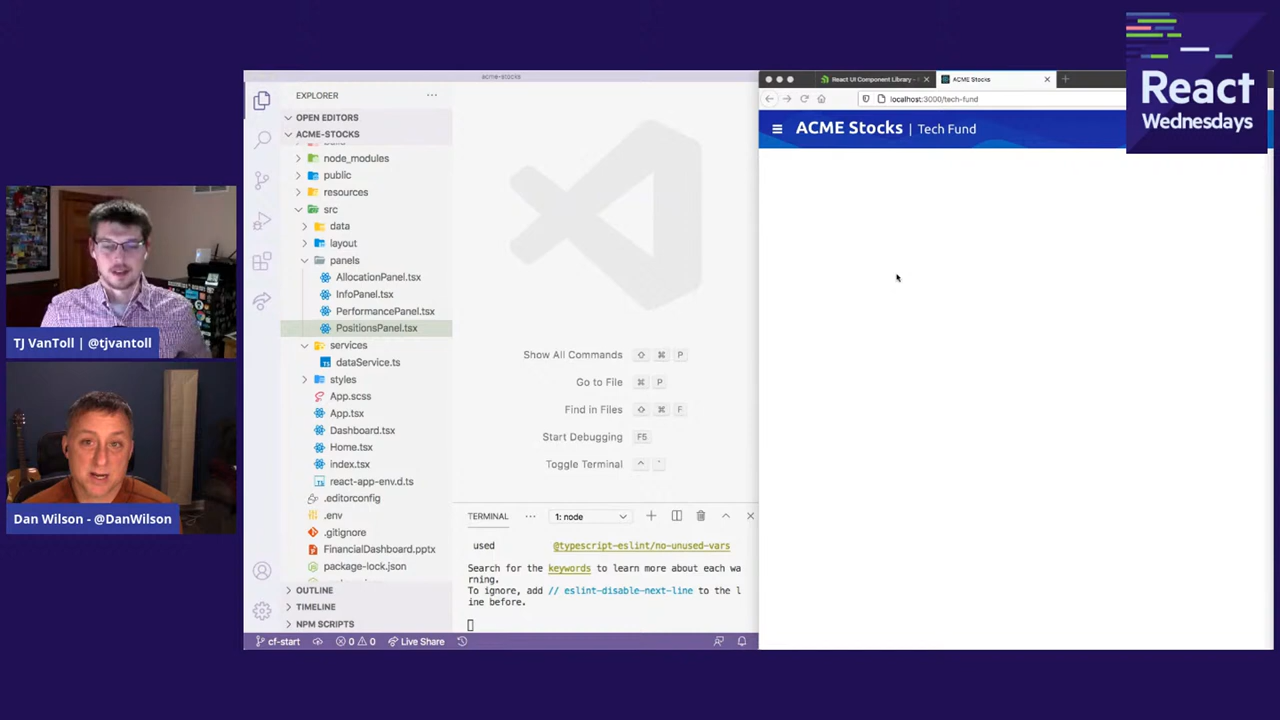 React
Wednesdays
TJ VanToll | @tjvantoll
Dan Wilson - @DanWilson
acme-stocks
EXPLORER
OPEN EDITORS
ACME-STOCKS
node_modules
public
resources
src
data
layout
panels
AllocationPanel.tsx
InfoPanel.tsx
PerformancePanel.tsx
PositionsPanel.tsx
services
TS dataService.ts
styles
App.scss
App.tsx
Dashboard.tsx
Home.tsx
index.tsx
react-app-env.d.ts
.editorconfig
.env
.gitignore
FinancialDashboard.pptx
package-lock.json
OUTLINE
TIMELINE
NPM SCRIPTS
Show All Commands ⇧ ⌘ P
Go to File ⌘ P
Find in Files ⇧ ⌘ F
Start Debugging F5
Toggle Terminal ^ `
TERMINAL
1: node
used @typescript-eslint/no-unused-vars
Search for the keywords to learn more about each wa
rning.
To ignore, add // eslint-disable-next-line to the l
ine before.
cf-start
0 0
Live Share
React UI Component Library -
ACME Stocks
localhost:3000/tech-fund
ACME Stocks | Tech Fund